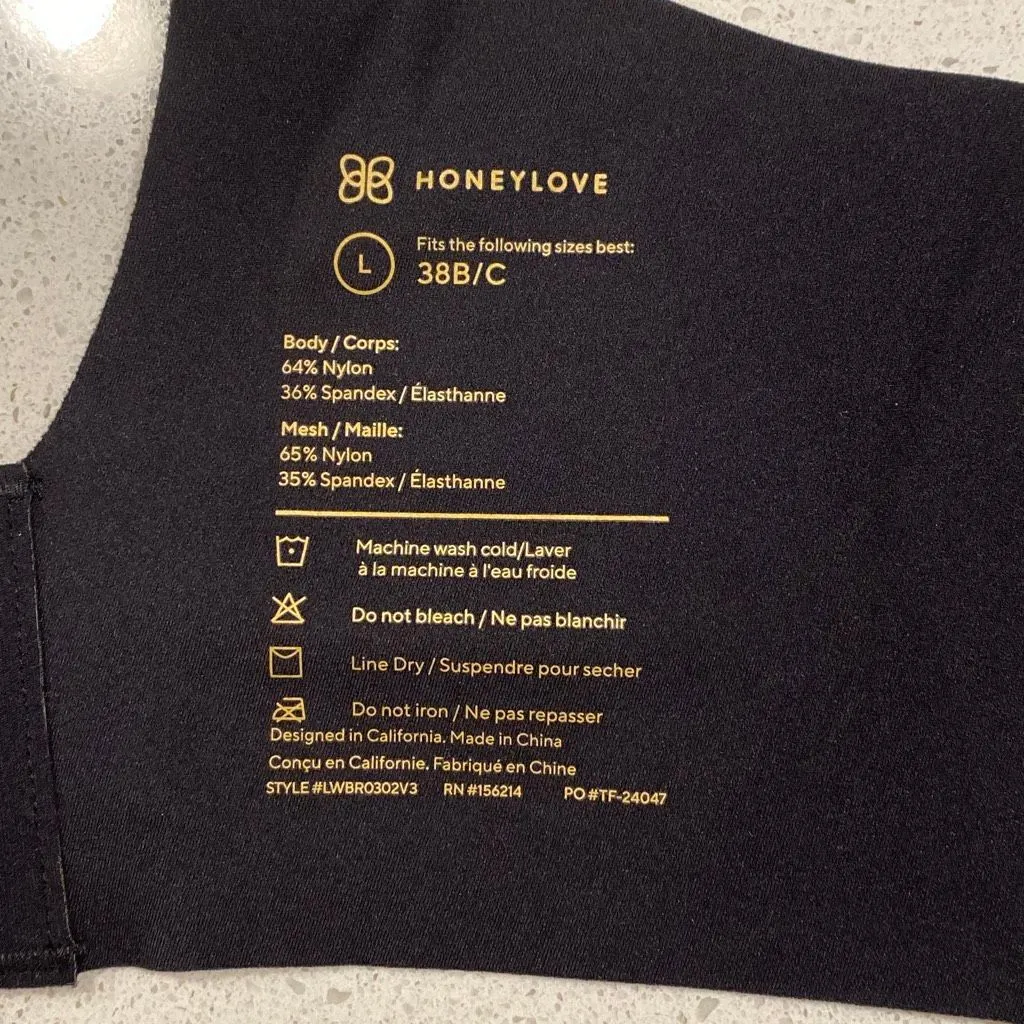 HONEYLOVE
L
Fits the following sizes best:
38B/C
Body / Corps:
64% Nylon
36% Spandex / Élasthanne
Mesh / Maille:
65% Nylon
35% Spandex / Élasthanne
Machine wash cold/Laver
à la machine à l'eau froide
Do not bleach / Ne pas blanchir
Line Dry / Suspendre pour secher
Do not iron / Ne pas repasser
Designed in California. Made in China
Conçu en Californie. Fabriqué en Chine
STYLE #LWBR0302V3 RN #156214 PO #TF-24047